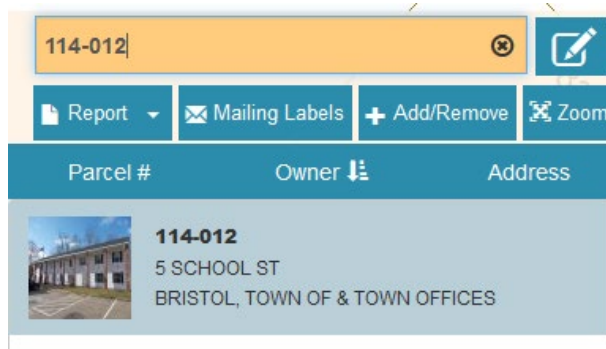 114-012
Report Mailing Labels Add/Remove Zoom
Parcel # Owner Address
114-012
5 SCHOOL ST
BRISTOL, TOWN OF & TOWN OFFICES